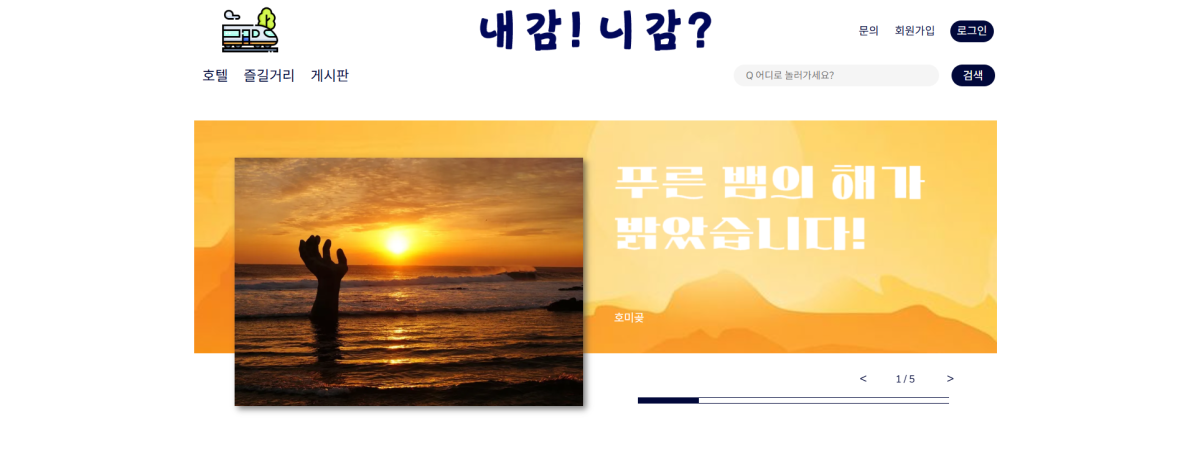 내감! 니감?
문의 회원가입 로그인
호텔 즐길거리 게시판
Q 어디로 놀러가세요? 검색
푸른 뱀의 해가
밝았습니다!
호미곶
< 1 / 5 >